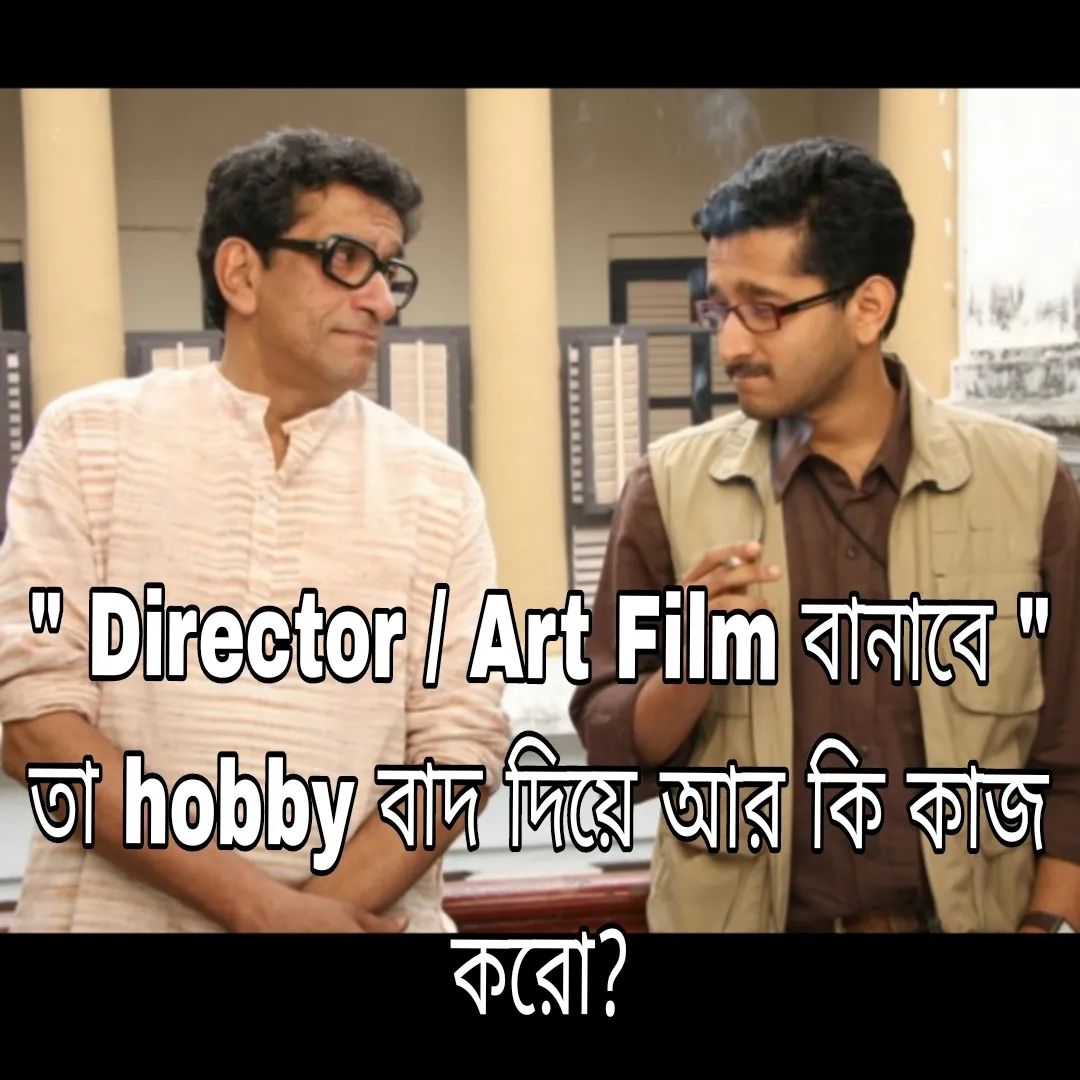 " Director / Art Film বানাবে "
তা hobby বাদ দিয়ে আর কি কাজ
করো?